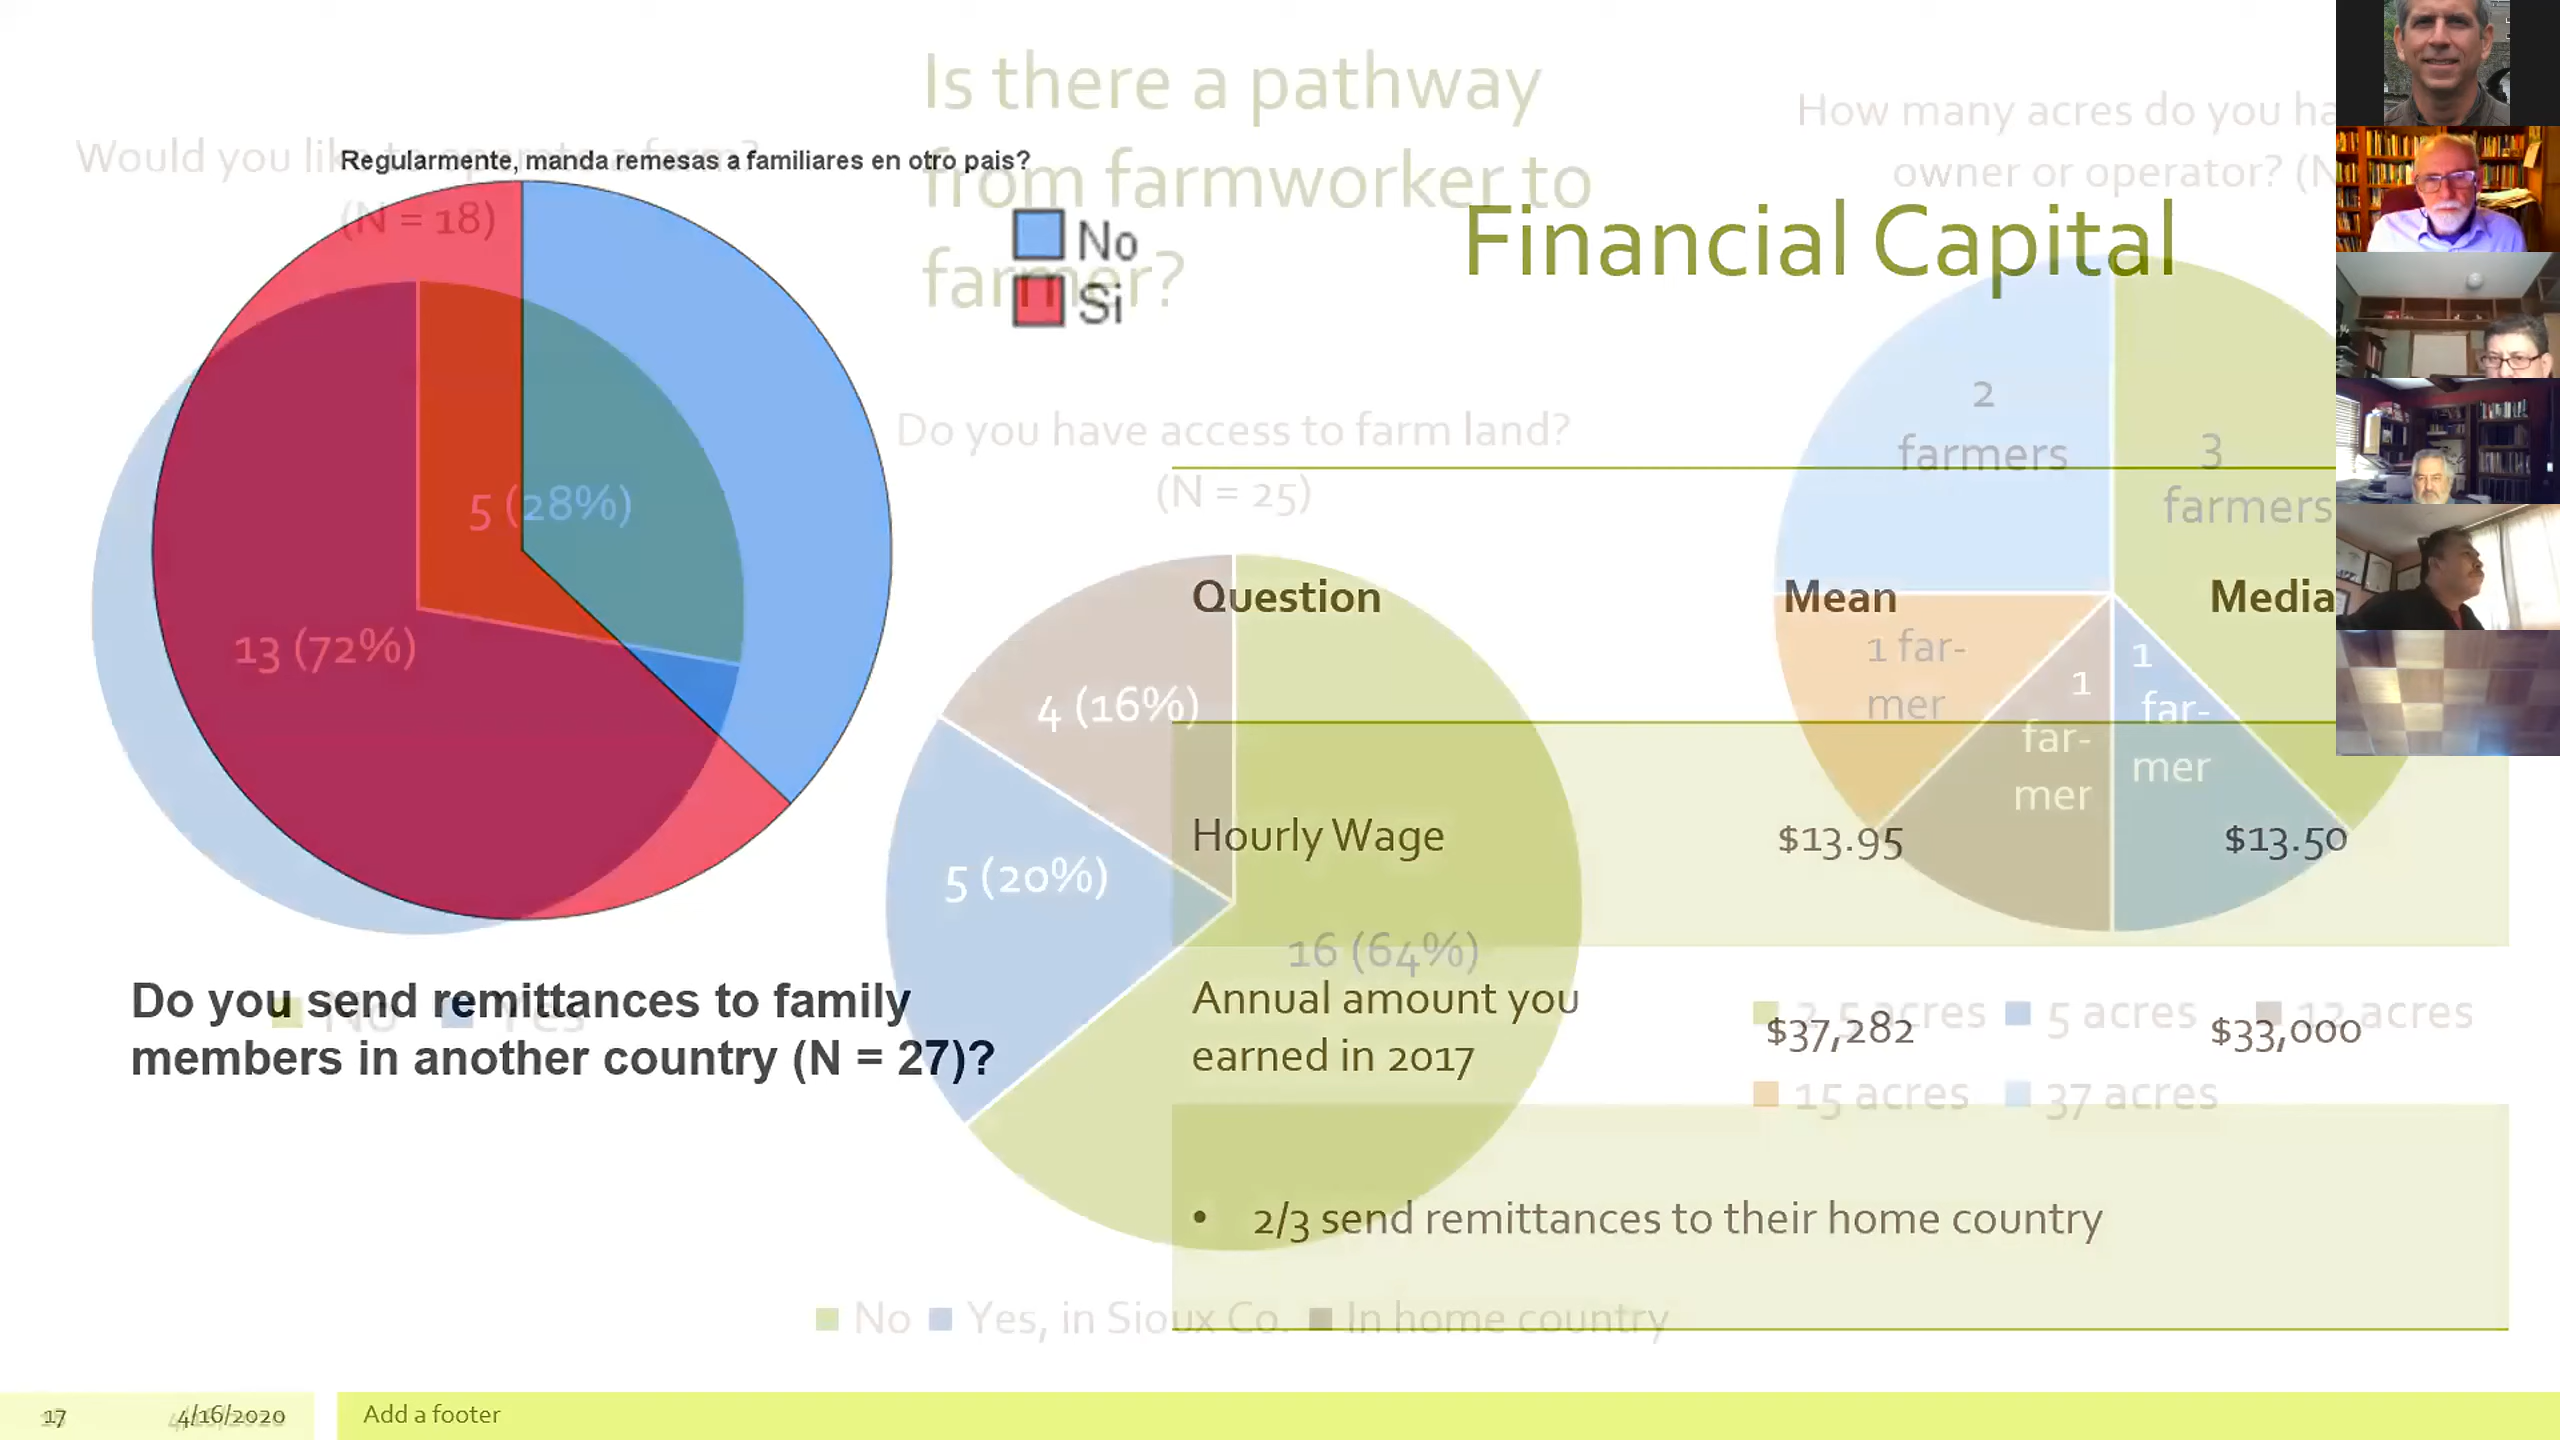 Is there a pathway
from farmworker to
farmer?
Would you like to operate a farm?
(N = 18)
5 (28%)
13 (72%)
No Yes
Do you have access to farm land?
(N = 25)
4 (16%)
5 (20%)
16 (64%)
No Yes, in Sioux Co. In home country
How many acres do you
owner or operator?
2
farmers
3
farmers
1 far-
mer
1
far-
mer
1
far-
mer
5 acres 12 acres
15 acres 37 acres
Regularmente, manda remesas a familiares en otro pais?
No
Si
Do you send remittances to family
members in another country (N = 27)?
Financial Capital
Question Mean
Hourly Wage $13.95 $13.50
Annual amount you
earned in 2017 $37,282 $33,000
• 2/3 send remittances to their home country
17 4/16/2020 Add a footer